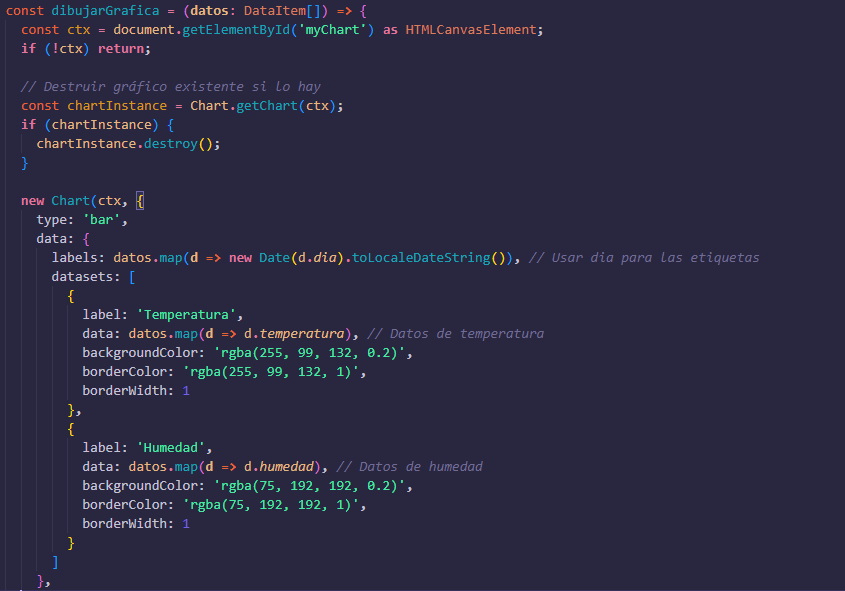 const dibujarGrafica = (datos: DataItem[]) => {
  const ctx = document.getElementById('myChart') as HTMLCanvasElement;
  if (!ctx) return;

  // Destruir gráfico existente si lo hay
  const chartInstance = Chart.getChart(ctx);
  if (chartInstance) {
    chartInstance.destroy();
  }

  new Chart(ctx, {
    type: 'bar',
    data: {
      labels: datos.map(d => new Date(d.dia).toLocaleDateString()), // Usar dia para las etiquetas
      datasets: [
        {
          label: 'Temperatura',
          data: datos.map(d => d.temperatura), // Datos de temperatura
          backgroundColor: 'rgba(255, 99, 132, 0.2)',
          borderColor: 'rgba(255, 99, 132, 1)',
          borderWidth: 1
        },
        {
          label: 'Humedad',
          data: datos.map(d => d.humedad), // Datos de humedad
          backgroundColor: 'rgba(75, 192, 192, 0.2)',
          borderColor: 'rgba(75, 192, 192, 1)',
          borderWidth: 1
        }
      ]
    },